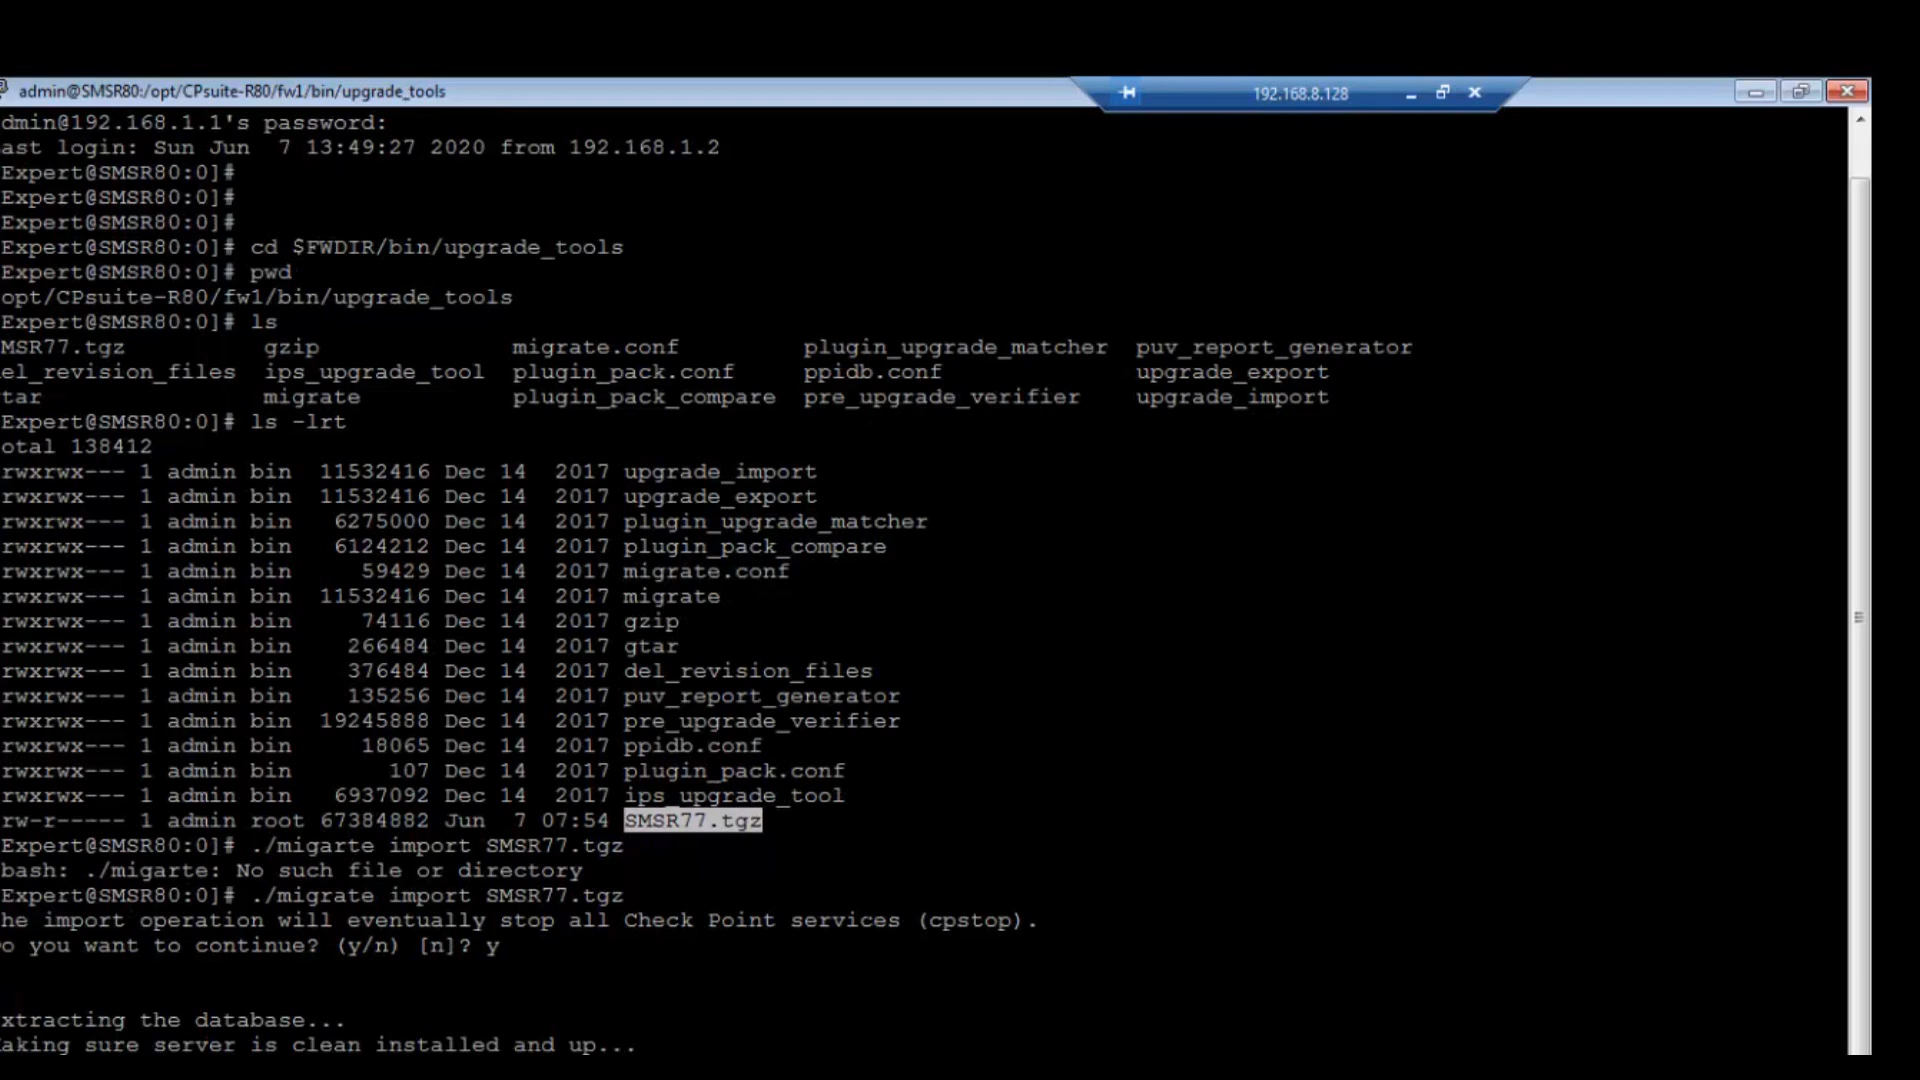 admin@SMSR80:/opt/CPsuite-R80/fw1/bin/upgrade_tools
192.168.8.128
dmin@192.168.1.1's password:
ast login: Sun Jun  7 13:49:27 2020 from 192.168.1.2
Expert@SMSR80:0]#
Expert@SMSR80:0]#
Expert@SMSR80:0]#
Expert@SMSR80:0]# cd $FWDIR/bin/upgrade_tools
Expert@SMSR80:0]# pwd
opt/CPsuite-R80/fw1/bin/upgrade_tools
Expert@SMSR80:0]# ls
MSR77.tgz          gzip              migrate.conf         plugin_upgrade_matcher  puv_report_generator
el_revision_files  ips_upgrade_tool  plugin_pack.conf     ppidb.conf              upgrade_export
tar                migrate           plugin_pack_compare  pre_upgrade_verifier    upgrade_import
Expert@SMSR80:0]# ls -lrt
otal 138412
rwxrwx--- 1 admin bin  11532416 Dec 14  2017 upgrade_import
rwxrwx--- 1 admin bin  11532416 Dec 14  2017 upgrade_export
rwxrwx--- 1 admin bin   6275000 Dec 14  2017 plugin_upgrade_matcher
rwxrwx--- 1 admin bin   6124212 Dec 14  2017 plugin_pack_compare
rwxrwx--- 1 admin bin     59429 Dec 14  2017 migrate.conf
rwxrwx--- 1 admin bin  11532416 Dec 14  2017 migrate
rwxrwx--- 1 admin bin     74116 Dec 14  2017 gzip
rwxrwx--- 1 admin bin    266484 Dec 14  2017 gtar
rwxrwx--- 1 admin bin    376484 Dec 14  2017 del_revision_files
rwxrwx--- 1 admin bin    135256 Dec 14  2017 puv_report_generator
rwxrwx--- 1 admin bin  19245888 Dec 14  2017 pre_upgrade_verifier
rwxrwx--- 1 admin bin     18065 Dec 14  2017 ppidb.conf
rwxrwx--- 1 admin bin       107 Dec 14  2017 plugin_pack.conf
rwxrwx--- 1 admin bin   6937092 Dec 14  2017 ips_upgrade_tool
rw-r----- 1 admin root 67384882 Jun  7 07:54 SMSR77.tgz
Expert@SMSR80:0]# ./migarte import SMSR77.tgz
bash: ./migarte: No such file or directory
Expert@SMSR80:0]# ./migrate import SMSR77.tgz
he import operation will eventually stop all Check Point services (cpstop).
o you want to continue? (y/n) [n]? y
xtracting the database...
aking sure server is clean installed and up...